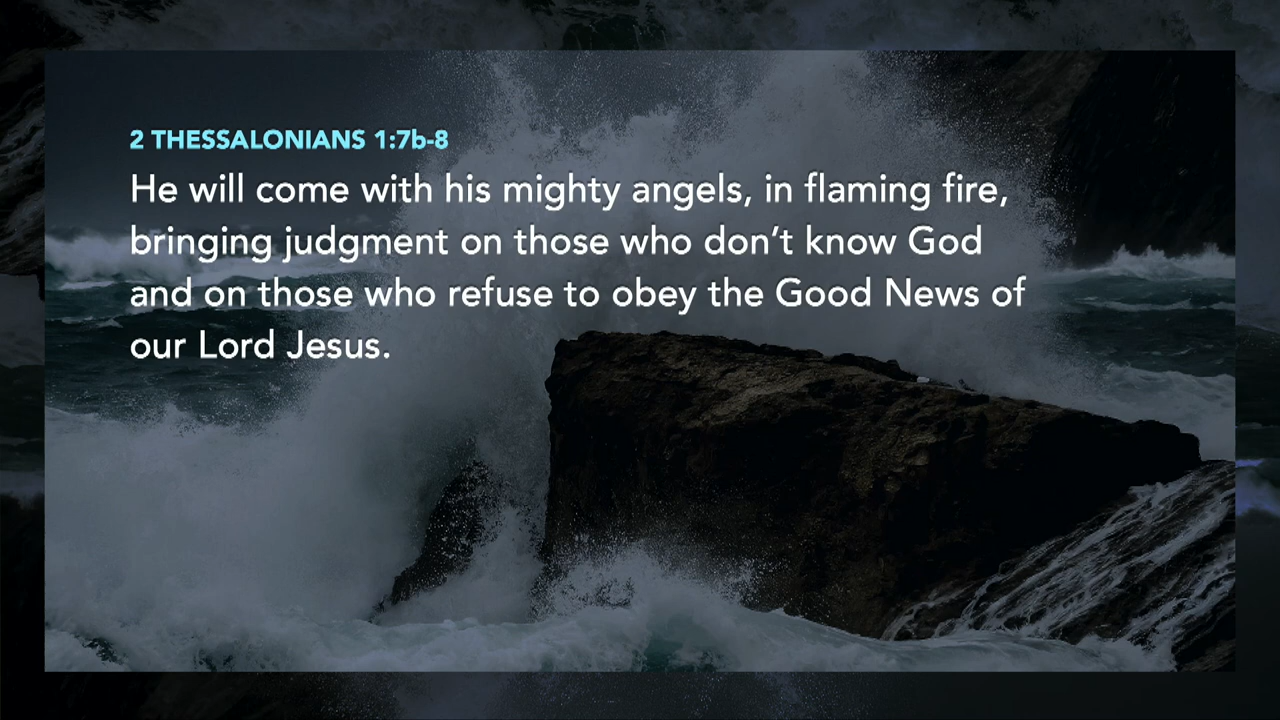 2 THESSALONIANS 1:7b-8
He will come with his mighty angels, in flaming fire,
bringing judgment on those who don’t know God
and on those who refuse to obey the Good News of
our Lord Jesus.